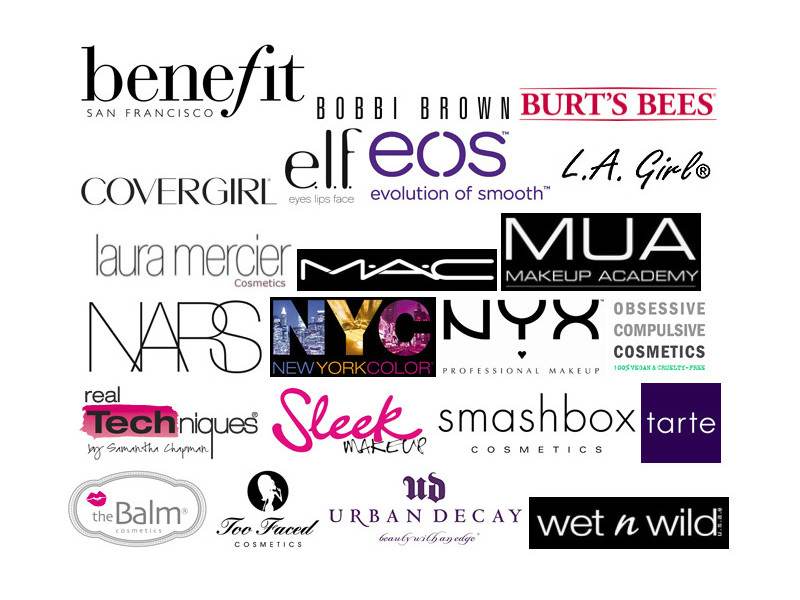 benefit
SAN FRANCISCO
BOBBI BROWN
BURT'S BEES®
COVERGIRL®
e.l.f.
eyes lips face
eos™
evolution of smooth™
L.A. Girl®
laura mercier
Cosmetics
M·A·C
MUA
MAKEUP ACADEMY
NARS
NYC
NEW YORK COLOR®
NYX
PROFESSIONAL MAKEUP
OBSESSIVE
COMPULSIVE
COSMETICS
100% VEGAN & CRUELTY-FREE
real
Techniques®
by Samantha Chapman
Sleek
MAKEUP
smashbox
COSMETICS
tarte
theBalm®
cosmetics
Too Faced
COSMETICS
UD
URBAN DECAY
beauty with an edge®
wet n wild